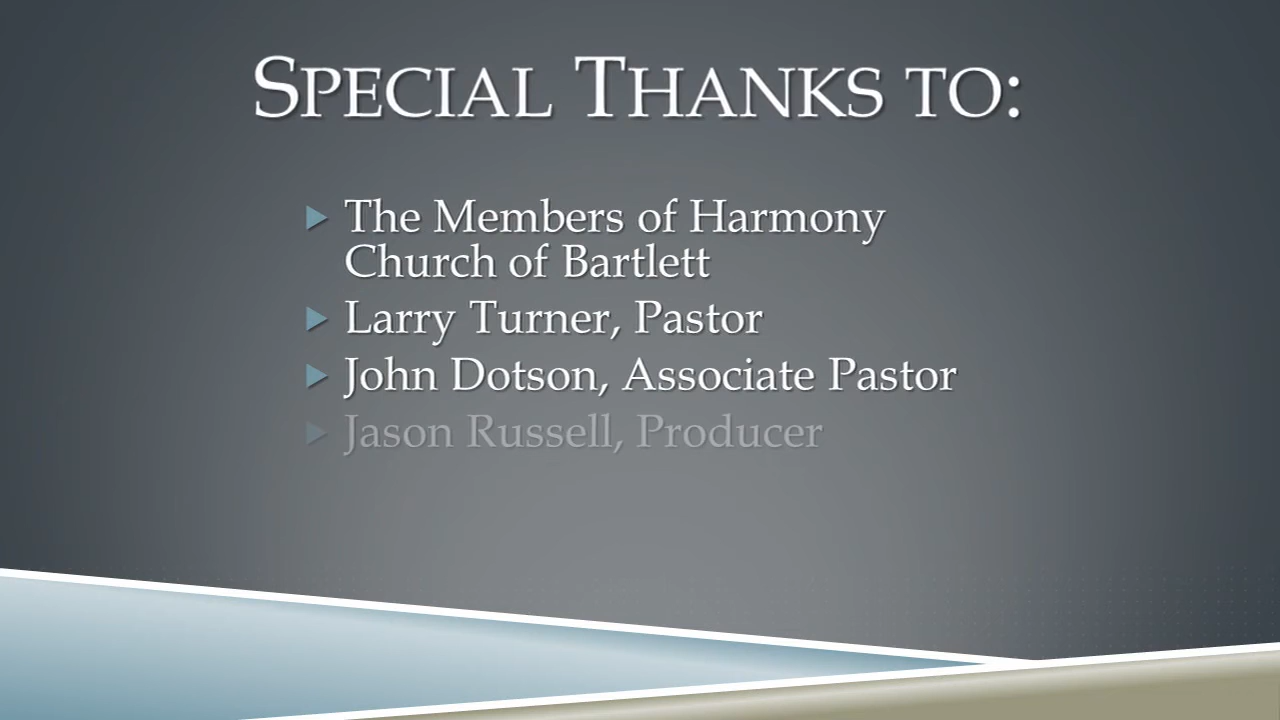 Special Thanks to:
The Members of Harmony
Church of Bartlett
Larry Turner, Pastor
John Dotson, Associate Pastor
Jason Russell, Producer